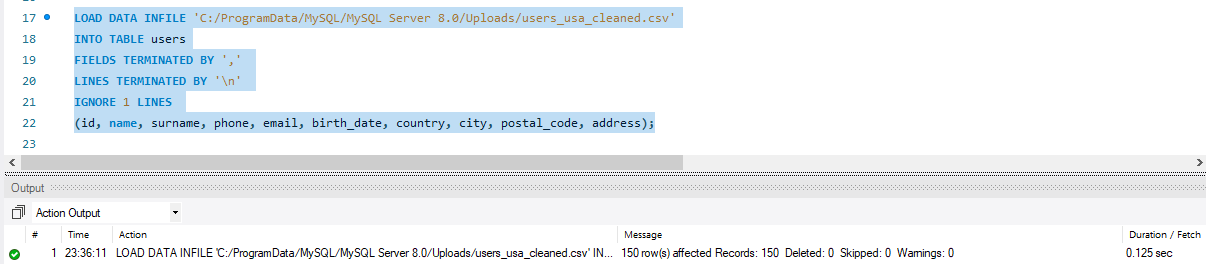 17 LOAD DATA INFILE 'C:/ProgramData/MySQL/MySQL Server 8.0/Uploads/users_usa_cleaned.csv'
18 INTO TABLE users
19 FIELDS TERMINATED BY ','
20 LINES TERMINATED BY '\n'
21 IGNORE 1 LINES
22 (id, name, surname, phone, email, birth_date, country, city, postal_code, address);
23
Output
Action Output
# Time Action Message Duration / Fetch
1 23:36:11 LOAD DATA INFILE 'C:/ProgramData/MySQL/MySQL Server 8.0/Uploads/users_usa_cleaned.csv' IN... 150 row(s) affected Records: 150 Deleted: 0 Skipped: 0 Warnings: 0 0.125 sec